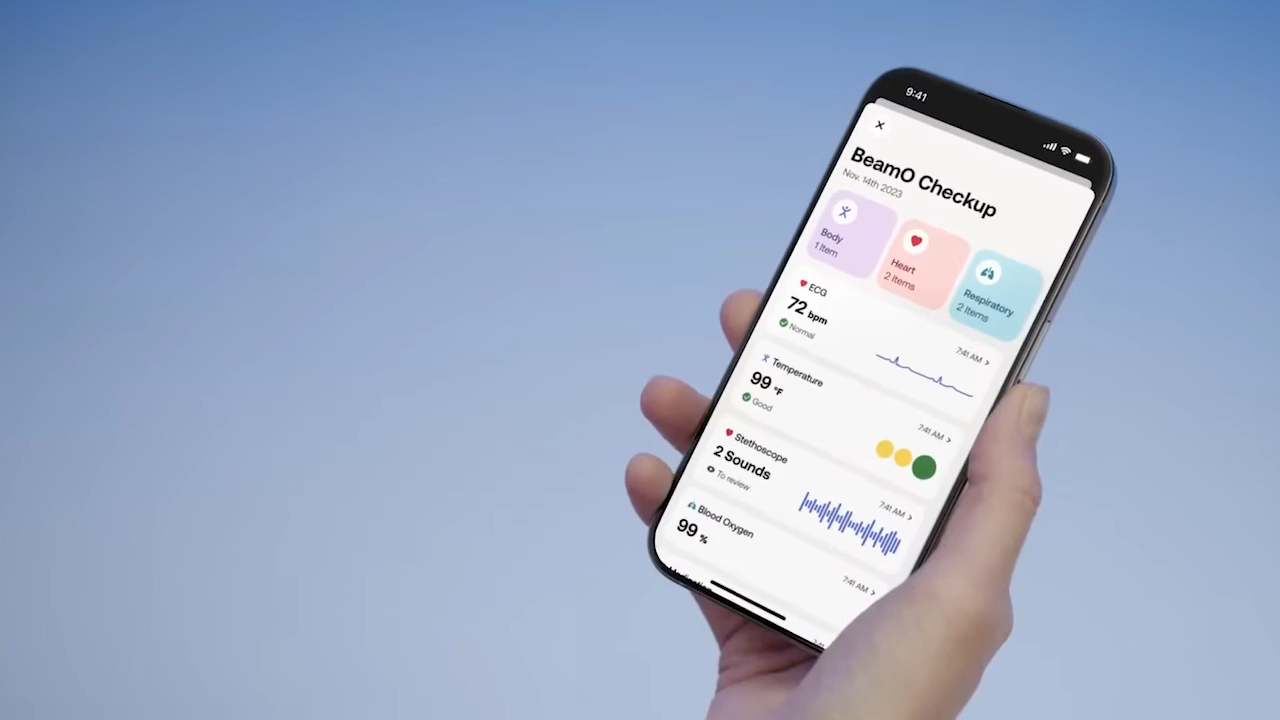 9:41
BeamO Checkup
Nov. 14th 2023
Body
1 Item
Heart
2 Items
Respiratory
2 Items
ECG
72 bpm
Normal
7:41 AM
Temperature
99 °F
Good
7:41 AM
Stethoscope
2 Sounds
To review
7:41 AM
Blood Oxygen
99 %
7:41 AM